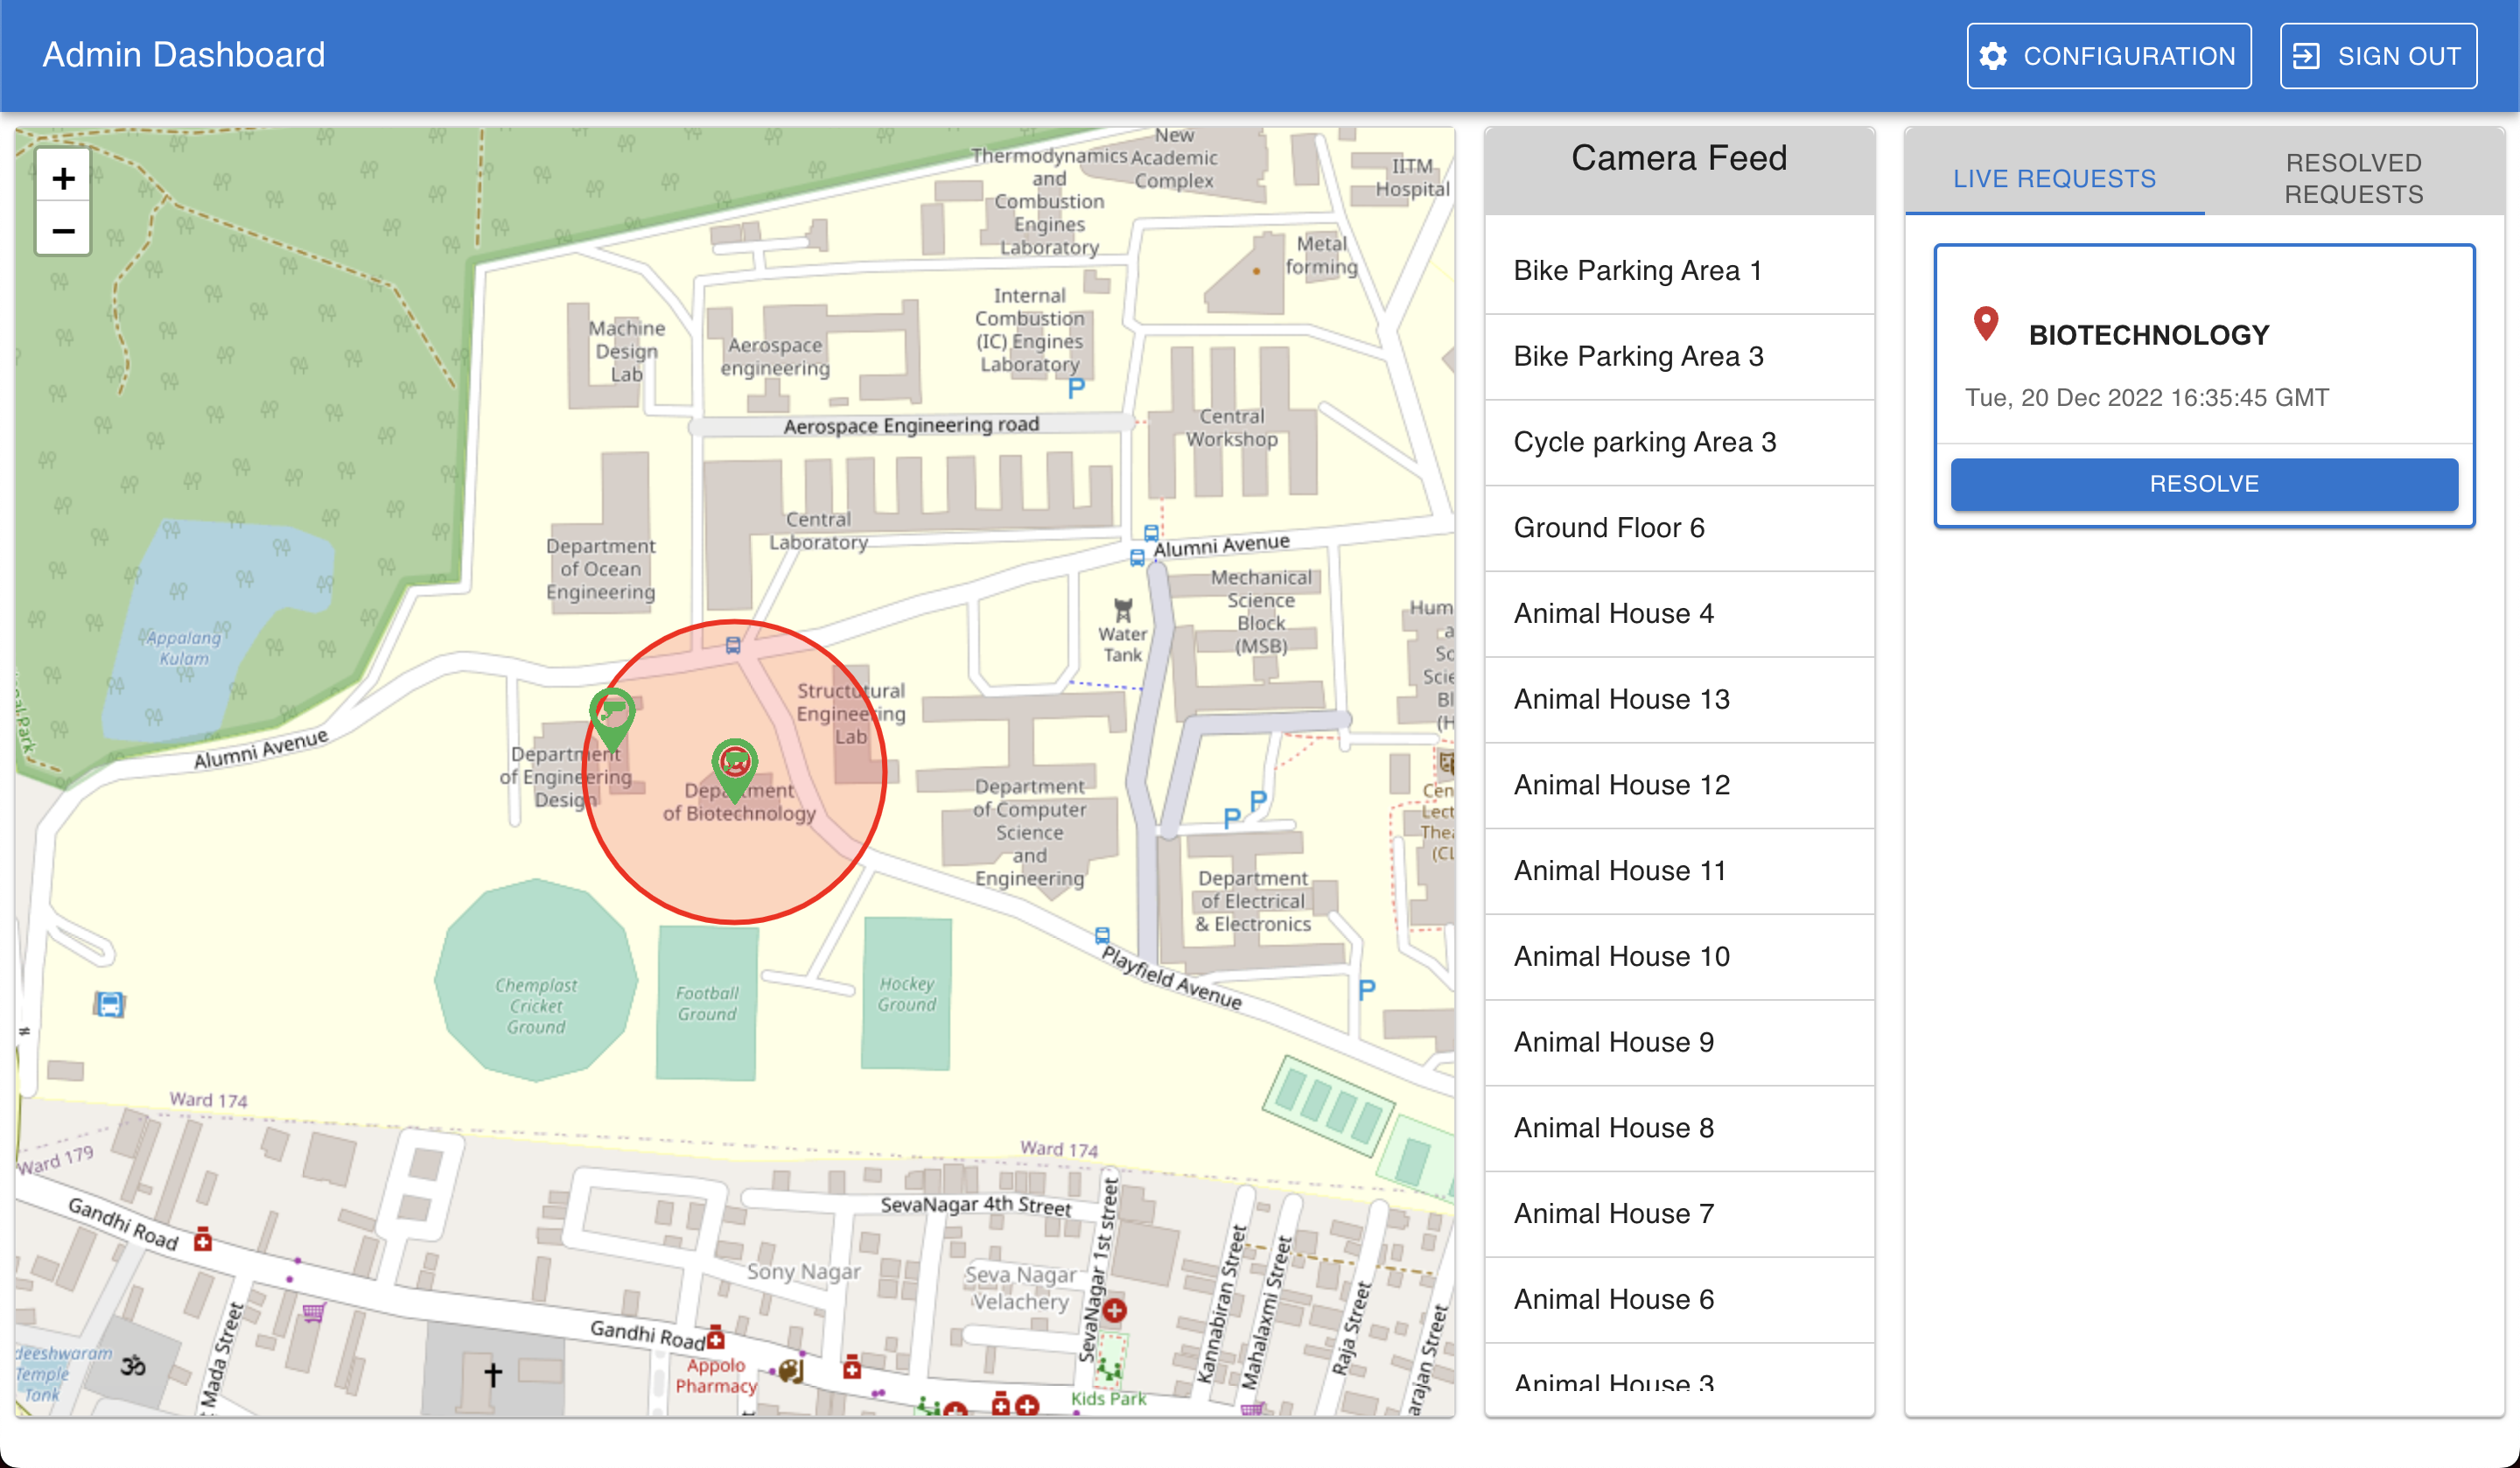 Admin Dashboard
CONFIGURATION
SIGN OUT
+
−
New
Academic
Complex
Thermodynamics
and
Combustion
Engines
Laboratory
IITM
Hospital
Metal
forming
Internal
Combustion
(IC) Engines
Laboratory
P
Machine
Design
Lab
Aerospace
engineering
Aerospace Engineering road
Central
Workshop
Central
Laboratory
Department
of Ocean
Engineering
Alumni Avenue
Mechanical
Science
Block
(MSB)
Water
Tank
Appalang
Kulam
Structutural
Engineering
Lab
Alumni Avenue
Department
of Engineering
Design
Department
of Biotechnology
Department
of Computer
Science
and
Engineering
P
P
Department
of Electrical
& Electronics
Playfield Avenue
P
Chemplast
Cricket
Ground
Football
Ground
Hockey
Ground
Ward 174
Ward 174
Ward 179
Gandhi Road
SevaNagar 4th Street
SevaNagar 1st street
Sony Nagar
Seva Nagar
Velachery
Kannabiran Street
Mahalaxmi Street
Raja Street
arajan Street
Gandhi Road
Mada Street
deeshwaram
Temple
Tank
ॐ
Appolo
Pharmacy
Kids Park
Camera Feed
Bike Parking Area 1
Bike Parking Area 3
Cycle parking Area 3
Ground Floor 6
Animal House 4
Animal House 13
Animal House 12
Animal House 11
Animal House 10
Animal House 9
Animal House 8
Animal House 7
Animal House 6
Animal House 3
LIVE REQUESTS
RESOLVED
REQUESTS
BIOTECHNOLOGY
Tue, 20 Dec 2022 16:35:45 GMT
RESOLVE